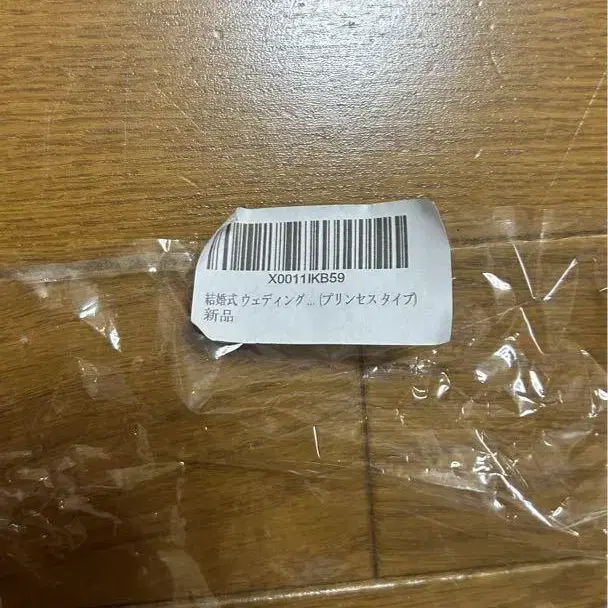 X0011IKB59
結婚式 ウェディング ... (プリンセス タイプ)
新品